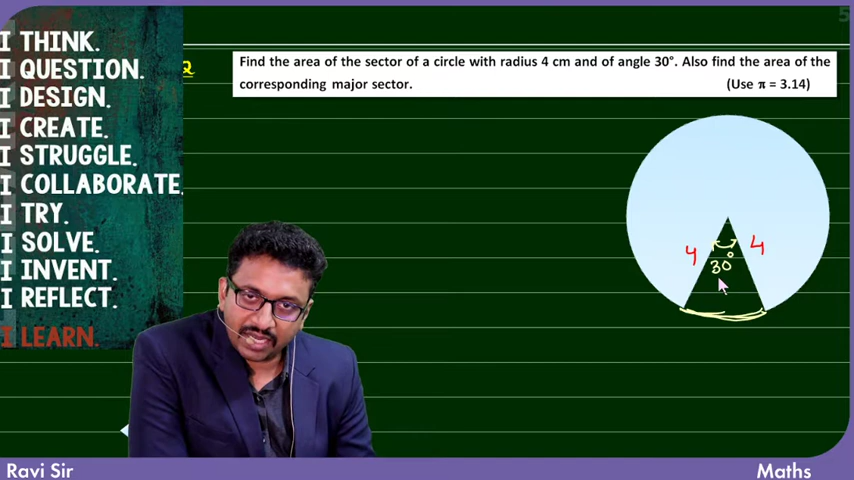 5
I THINK.
I QUESTION.
I DESIGN.
I CREATE.
I STRUGGLE.
I COLLABORATE.
I TRY.
I SOLVE.
I INVENT.
I REFLECT.
I LEARN.
Q
Find the area of the sector of a circle with radius 4 cm and of angle 30°. Also find the area of the
corresponding major sector. (Use π = 3.14)
4 4
30°
Ravi Sir Maths